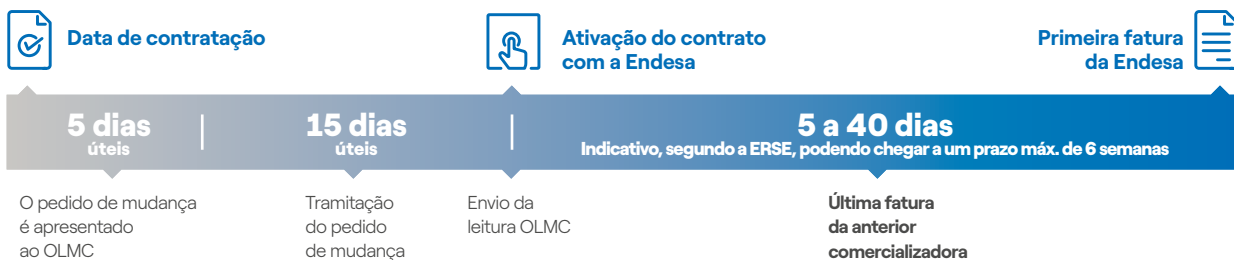 Data de contratação
Ativação do contrato
com a Endesa
Primeira fatura
da Endesa
5 dias
úteis
15 dias
úteis
5 a 40 dias
Indicativo, segundo a ERSE, podendo chegar a um prazo máx. de 6 semanas
O pedido de mudança
é apresentado
ao OLMC
Tramitação
do pedido
de mudança
Envio da
leitura OLMC
Última fatura
da anterior
comercializadora